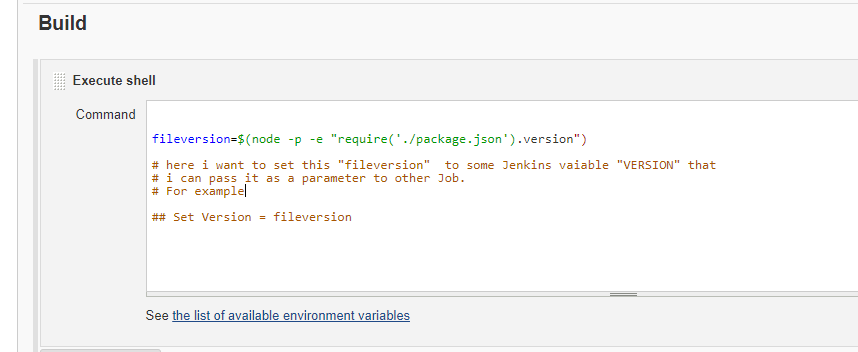 Build
Execute shell
Command
fileversion=$(node -p -e "require('./package.json').version")
# here i want to set this "fileversion"  to some Jenkins vaiable "VERSION" that
# i can pass it as a parameter to other Job.
# For example
## Set Version = fileversion
See the list of available environment variables